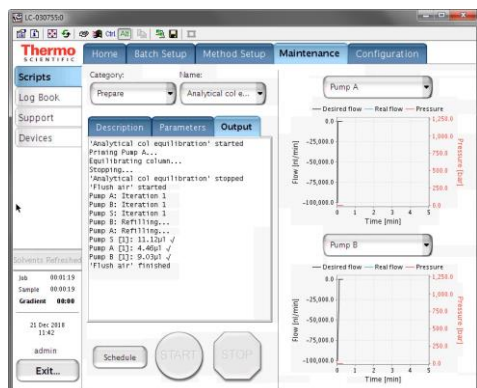 LC-030755:0
Ctrl
Thermo
SCIENTIFIC
Home
Batch Setup
Method Setup
Maintenance
Configuration
Scripts
Log Book
Support
Devices
Category:
Name:
Prepare
Analytical col e...
Description
Parameters
Output
'Analytical col equilibration' started
Priming Pump A...
Equilibrating column...
Stopping...
'Analytical col equilibration' stopped
'Flush air' started
Pump A: Iteration 1
Pump B: Iteration 1
Pump S: Iteration 1
Pump B: Refilling...
Pump A: Refilling...
Pump S [1]: 11.12µl √
Pump A [1]: 4.46µl √
Pump B [1]: 9.03µl √
'Flush air' finished
Solvents Refreshed
Job 00:01:19
Sample 00:00:19
Gradient 00:00
21 Dec 2018
11:42
admin
Exit...
Schedule
START
STOP
Pump A
Desired flow
Real flow
Pressure
0.0
-25,000.0
-50,000.0
-75,000.0
-100,000.0
Flow [nl/min]
1,250.0
1,000.0
750.0
500.0
250.0
0.0
Pressure [bar]
0 1 2 3 4 5
Time [min]
Pump B
Desired flow
Real flow
Pressure
0.0
-25,000.0
-50,000.0
-75,000.0
-100,000.0
Flow [nl/min]
1,250.0
1,000.0
750.0
500.0
250.0
0.0
Pressure [bar]
0 1 2 3 4 5
Time [min]